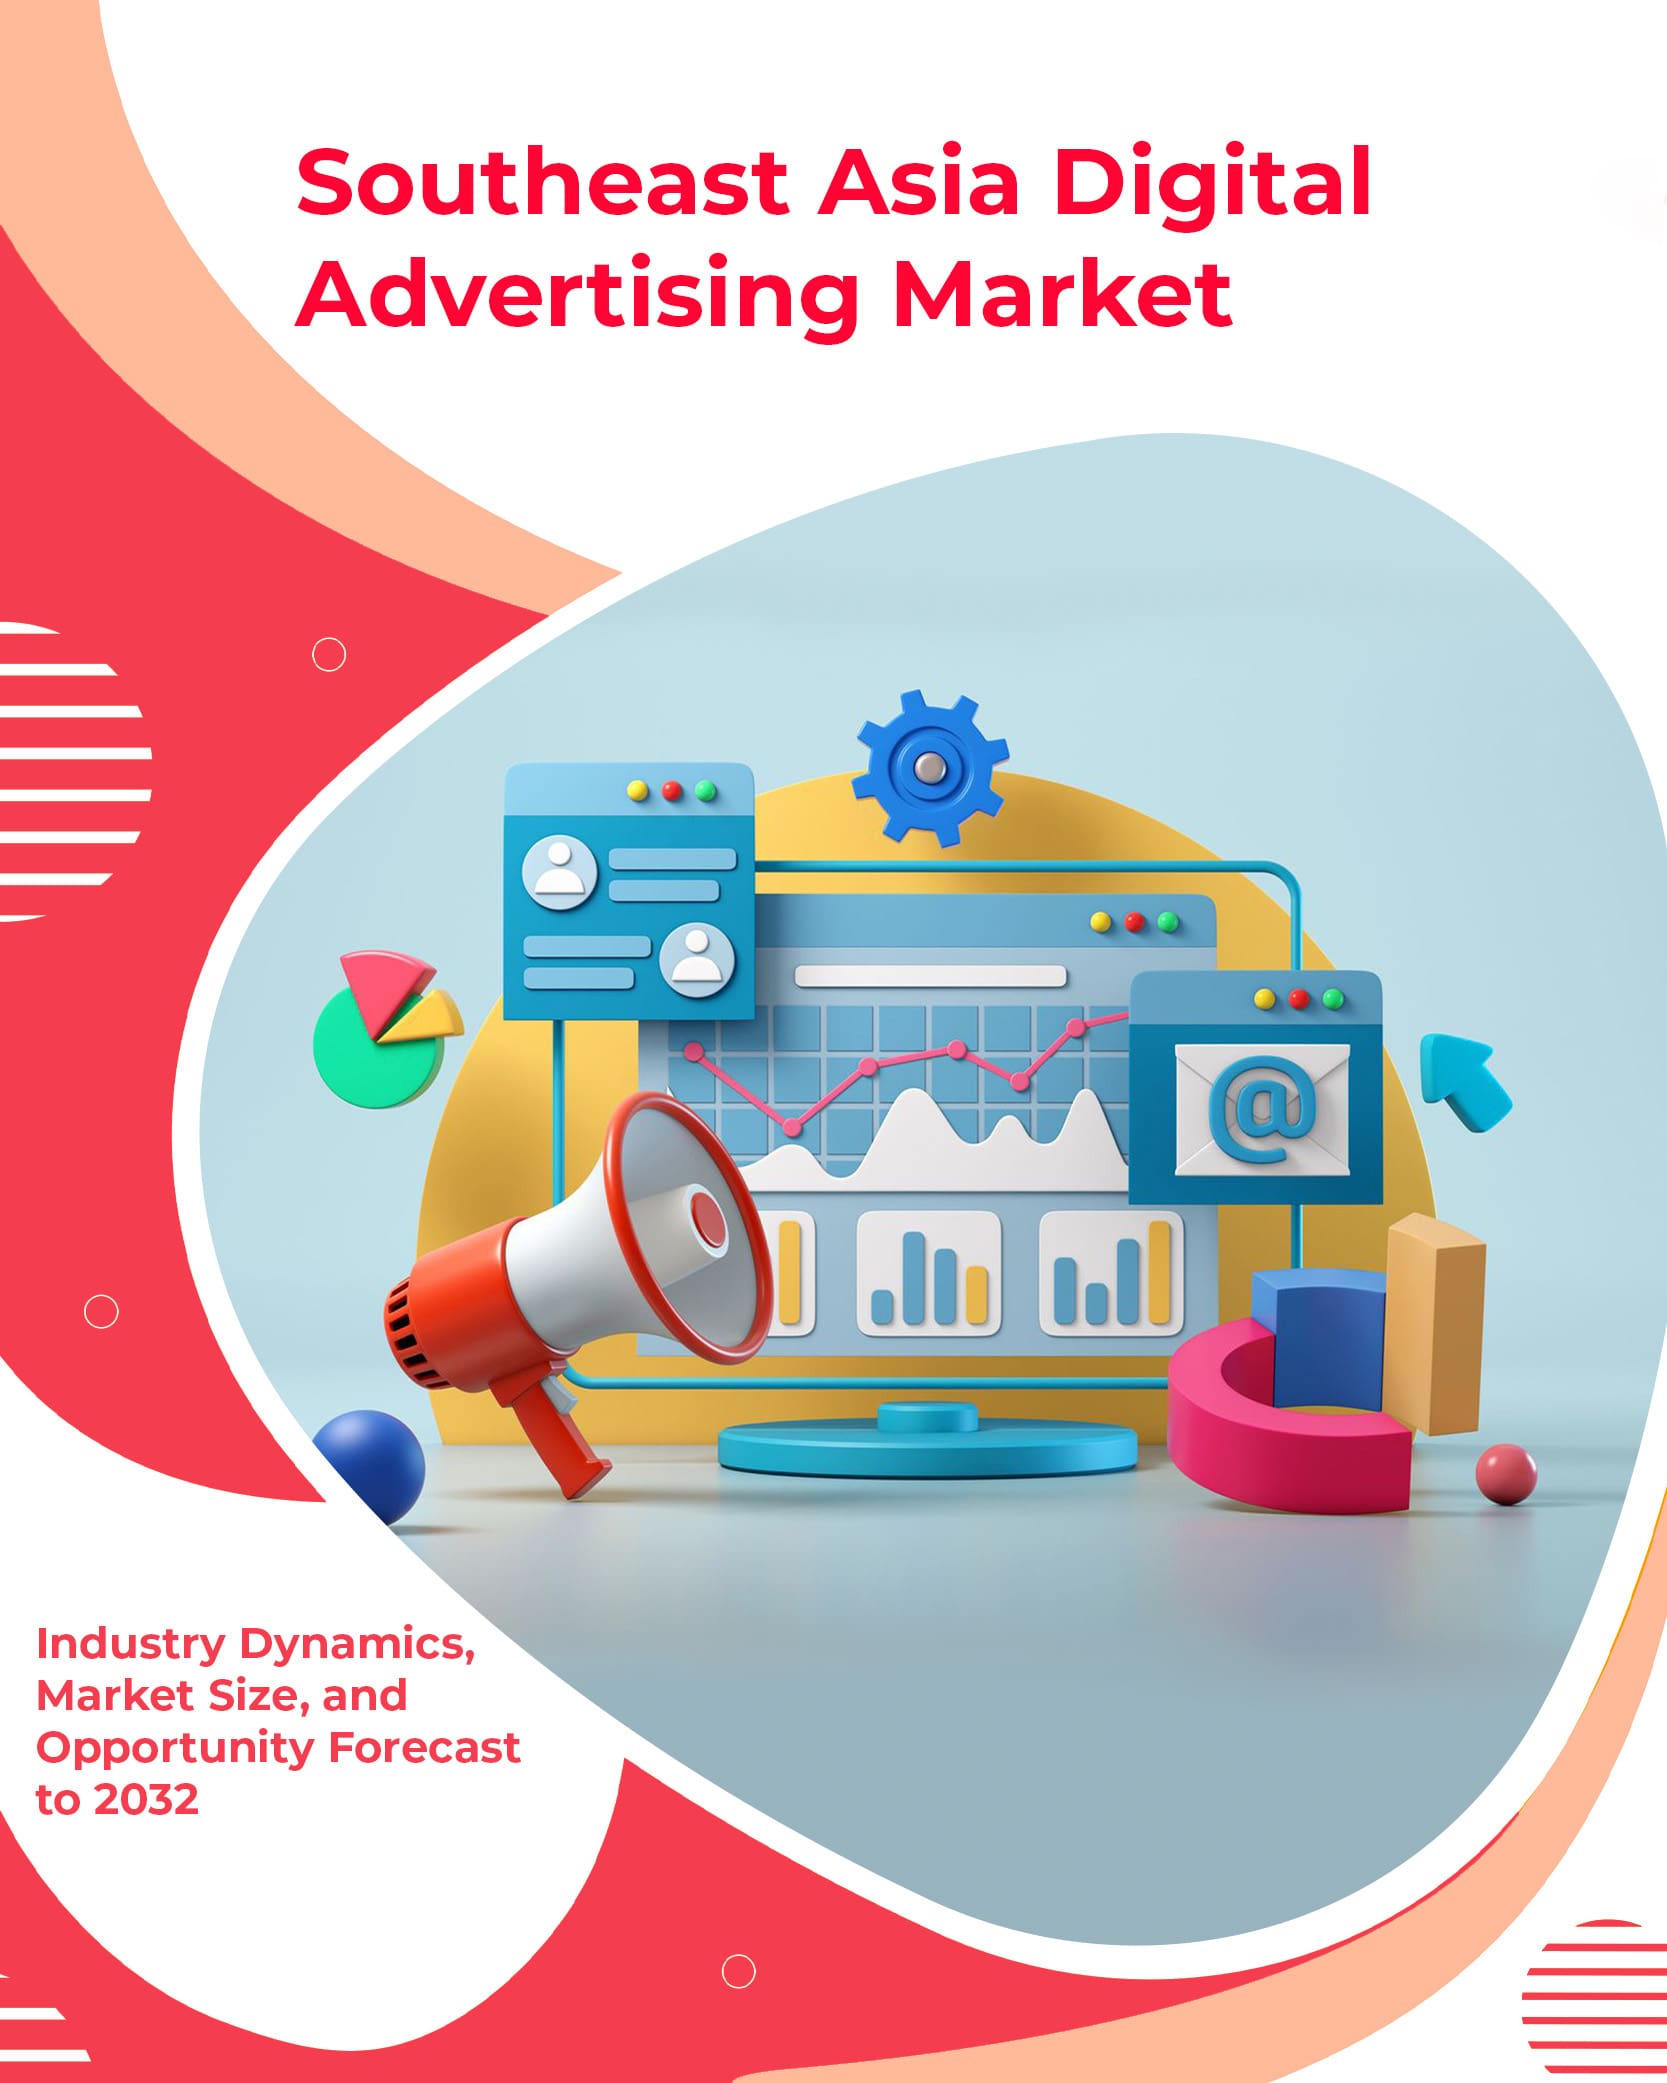 Southeast Asia Digital
Advertising Market
@
Industry Dynamics,
Market Size, and
Opportunity Forecast
to 2032